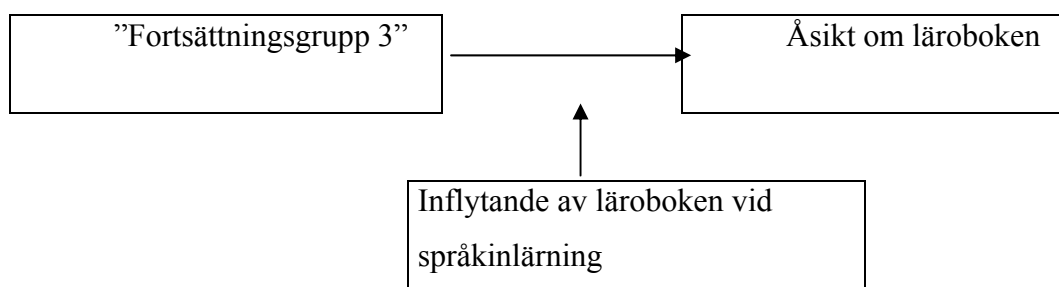 ”Fortsättningsgrupp 3”
Åsikt om läroboken
Inflytande av läroboken vid
språkinlärning